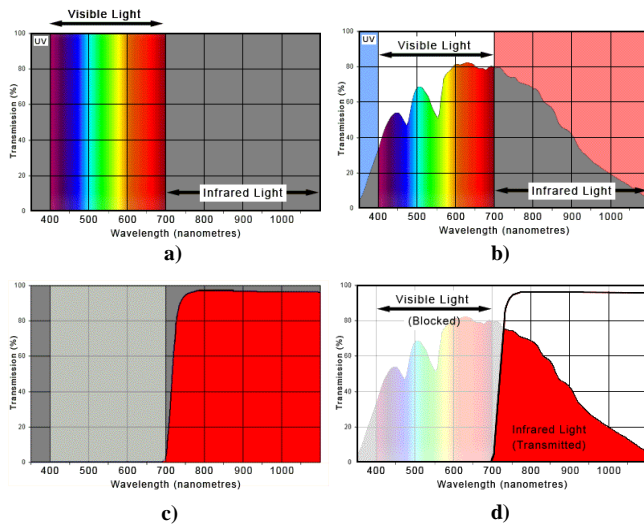 Visible Light
UV
100
80
60
40
20
0
Transmission (%)
Infrared Light
400 500 600 700 800 900 1000
Wavelength (nanometres)
a)
Visible Light
UV
100
80
60
40
20
0
Transmission (%)
Infrared Light
400 500 600 700 800 900 1000
Wavelength (nanometres)
b)
100
80
60
40
20
0
Transmission (%)
400 500 600 700 800 900 1000
Wavelength (nanometres)
c)
Visible Light
(Blocked)
100
80
60
40
20
0
Transmission (%)
Infrared Light
(Transmitted)
400 500 600 700 800 900 1000
Wavelength (nanometres)
d)